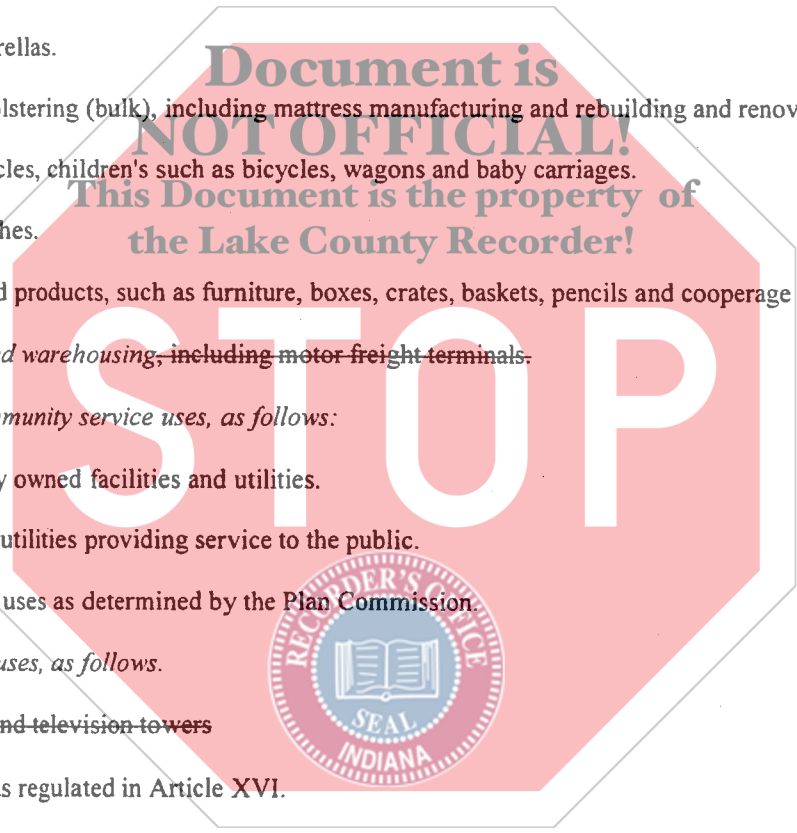 rellas.
Document is
olstering (bulk), including mattress manufacturing and rebuilding and renov
NOT OFFICIAL!
cles, children's such as bicycles, wagons and baby carriages.
This Document is the property of
hes.
the Lake County Recorder!
d products, such as furniture, boxes, crates, baskets, pencils and cooperage
STOP
d warehousing, including motor freight terminals.
munity service uses, as follows:
y owned facilities and utilities.
utilities providing service to the public.
RECORDER'S OFFICE
uses as determined by the Plan Commission.
uses, as follows.
SEAL
nd television towers
INDIANA
s regulated in Article XVI.